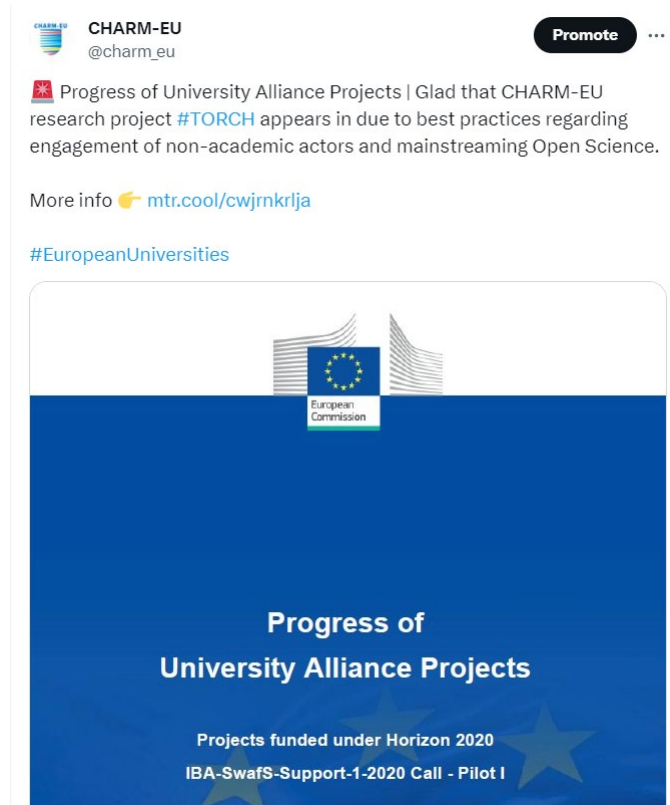 CHARM-EU
CHARM-EU
@charm_eu
Promote
Progress of University Alliance Projects | Glad that CHARM-EU
research project #TORCH appears in due to best practices regarding
engagement of non-academic actors and mainstreaming Open Science.
More info 👉 mtr.cool/cwjrnkrlja
#EuropeanUniversities
European
Commission
Progress of
University Alliance Projects
Projects funded under Horizon 2020
IBA-SwafS-Support-1-2020 Call - Pilot I